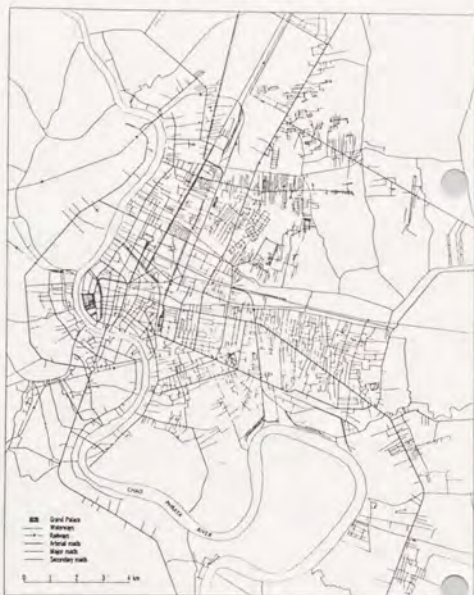 CHAO PHRAYA RIVER
Grand Palace
Waterways
Railways
Arterial roads
Major roads
Secondary roads
0 1 2 3 4 km